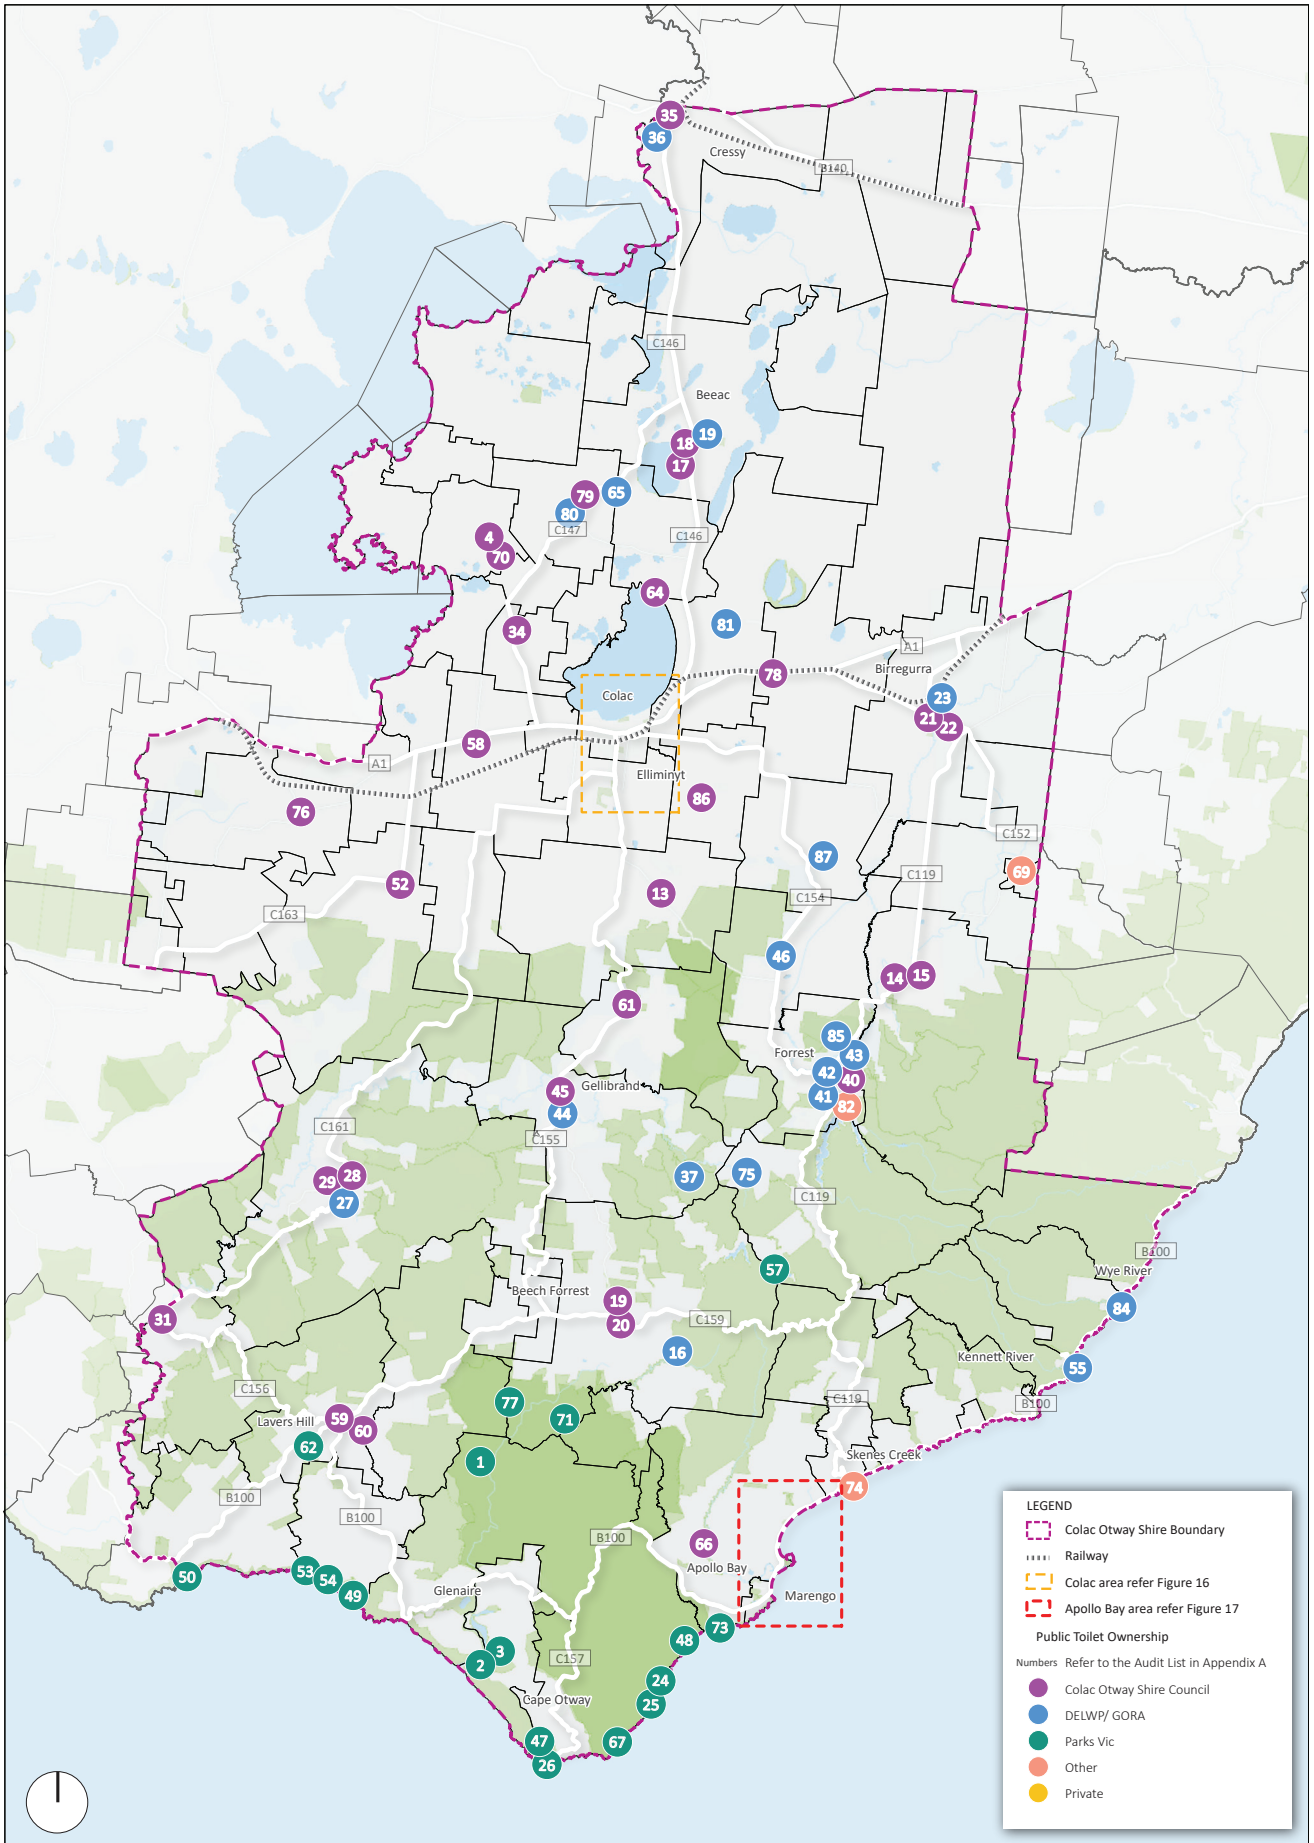 35
36
Cressy
B140
C146
Beeac
19
18
17
79
65
80
C147
C146
4
70
64
81
34
A1
Birregurra
78
23
21
22
Colac
58
A1
Elliminyt
86
76
C152
87
69
52
C119
13
C154
C163
46
14
15
61
85
Forrest
43
42
40
Gellibrand
45
41
82
44
C161
C155
28
29
37
75
27
C119
B100
57
Wye River
Beech Forrest
19
84
31
20
C159
16
Kennett River
55
C156
77
C119
B100
59
71
Lavers Hill
60
62
1
Skenes Creek
74
B100
B100
B100
66
Apollo Bay
50
53
54
49
Glenaire
Marengo
73
48
3
2
C157
24
Cape Otway
25
47
67
26
LEGEND
Colac Otway Shire Boundary
Railway
Colac area refer Figure 16
Apollo Bay area refer Figure 17
Public Toilet Ownership
Numbers Refer to the Audit List in Appendix A
Colac Otway Shire Council
DELWP/ GORA
Parks Vic
Other
Private